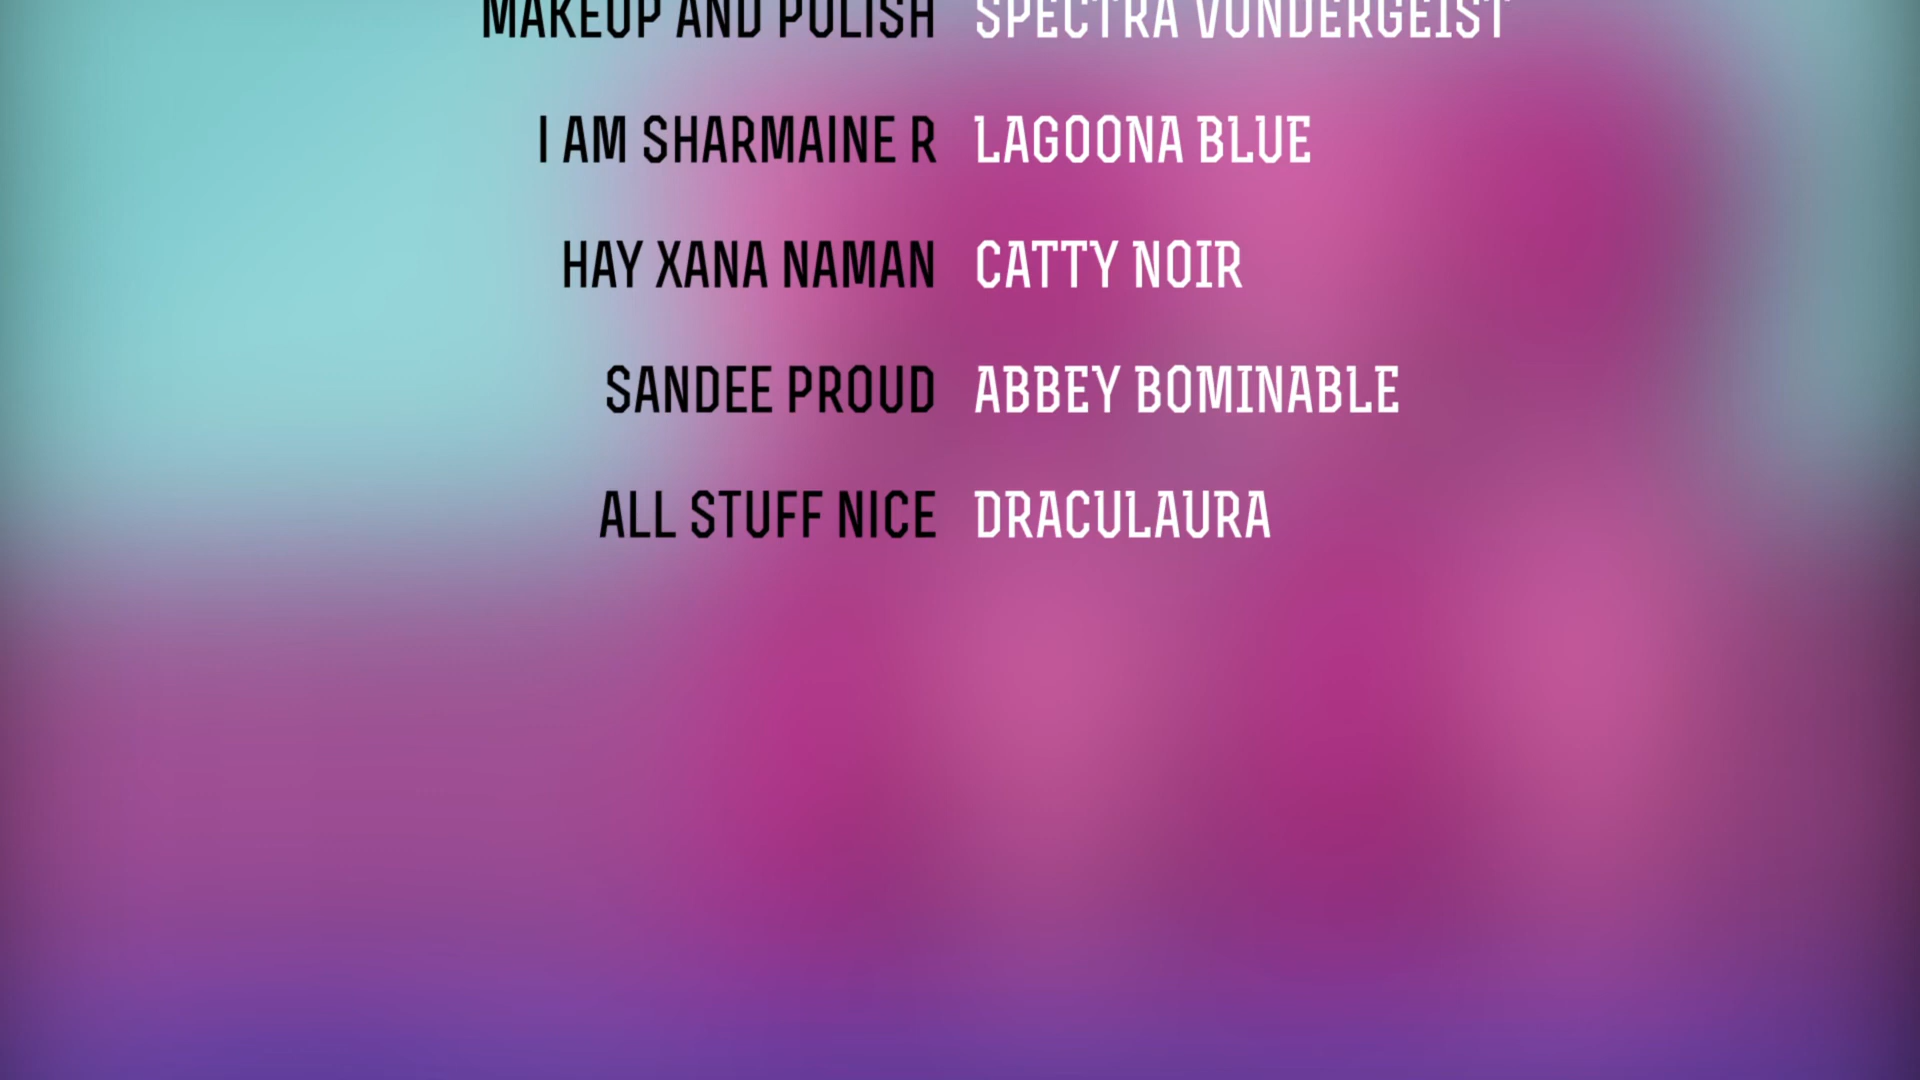 MAKEUP AND POLISH SPECTRA VONDERGEIST
I AM SHARMAINE R LAGOONA BLUE
HAY XANA NAMAN CATTY NOIR
SANDEE PROUD ABBEY BOMINABLE
ALL STUFF NICE DRACULAURA